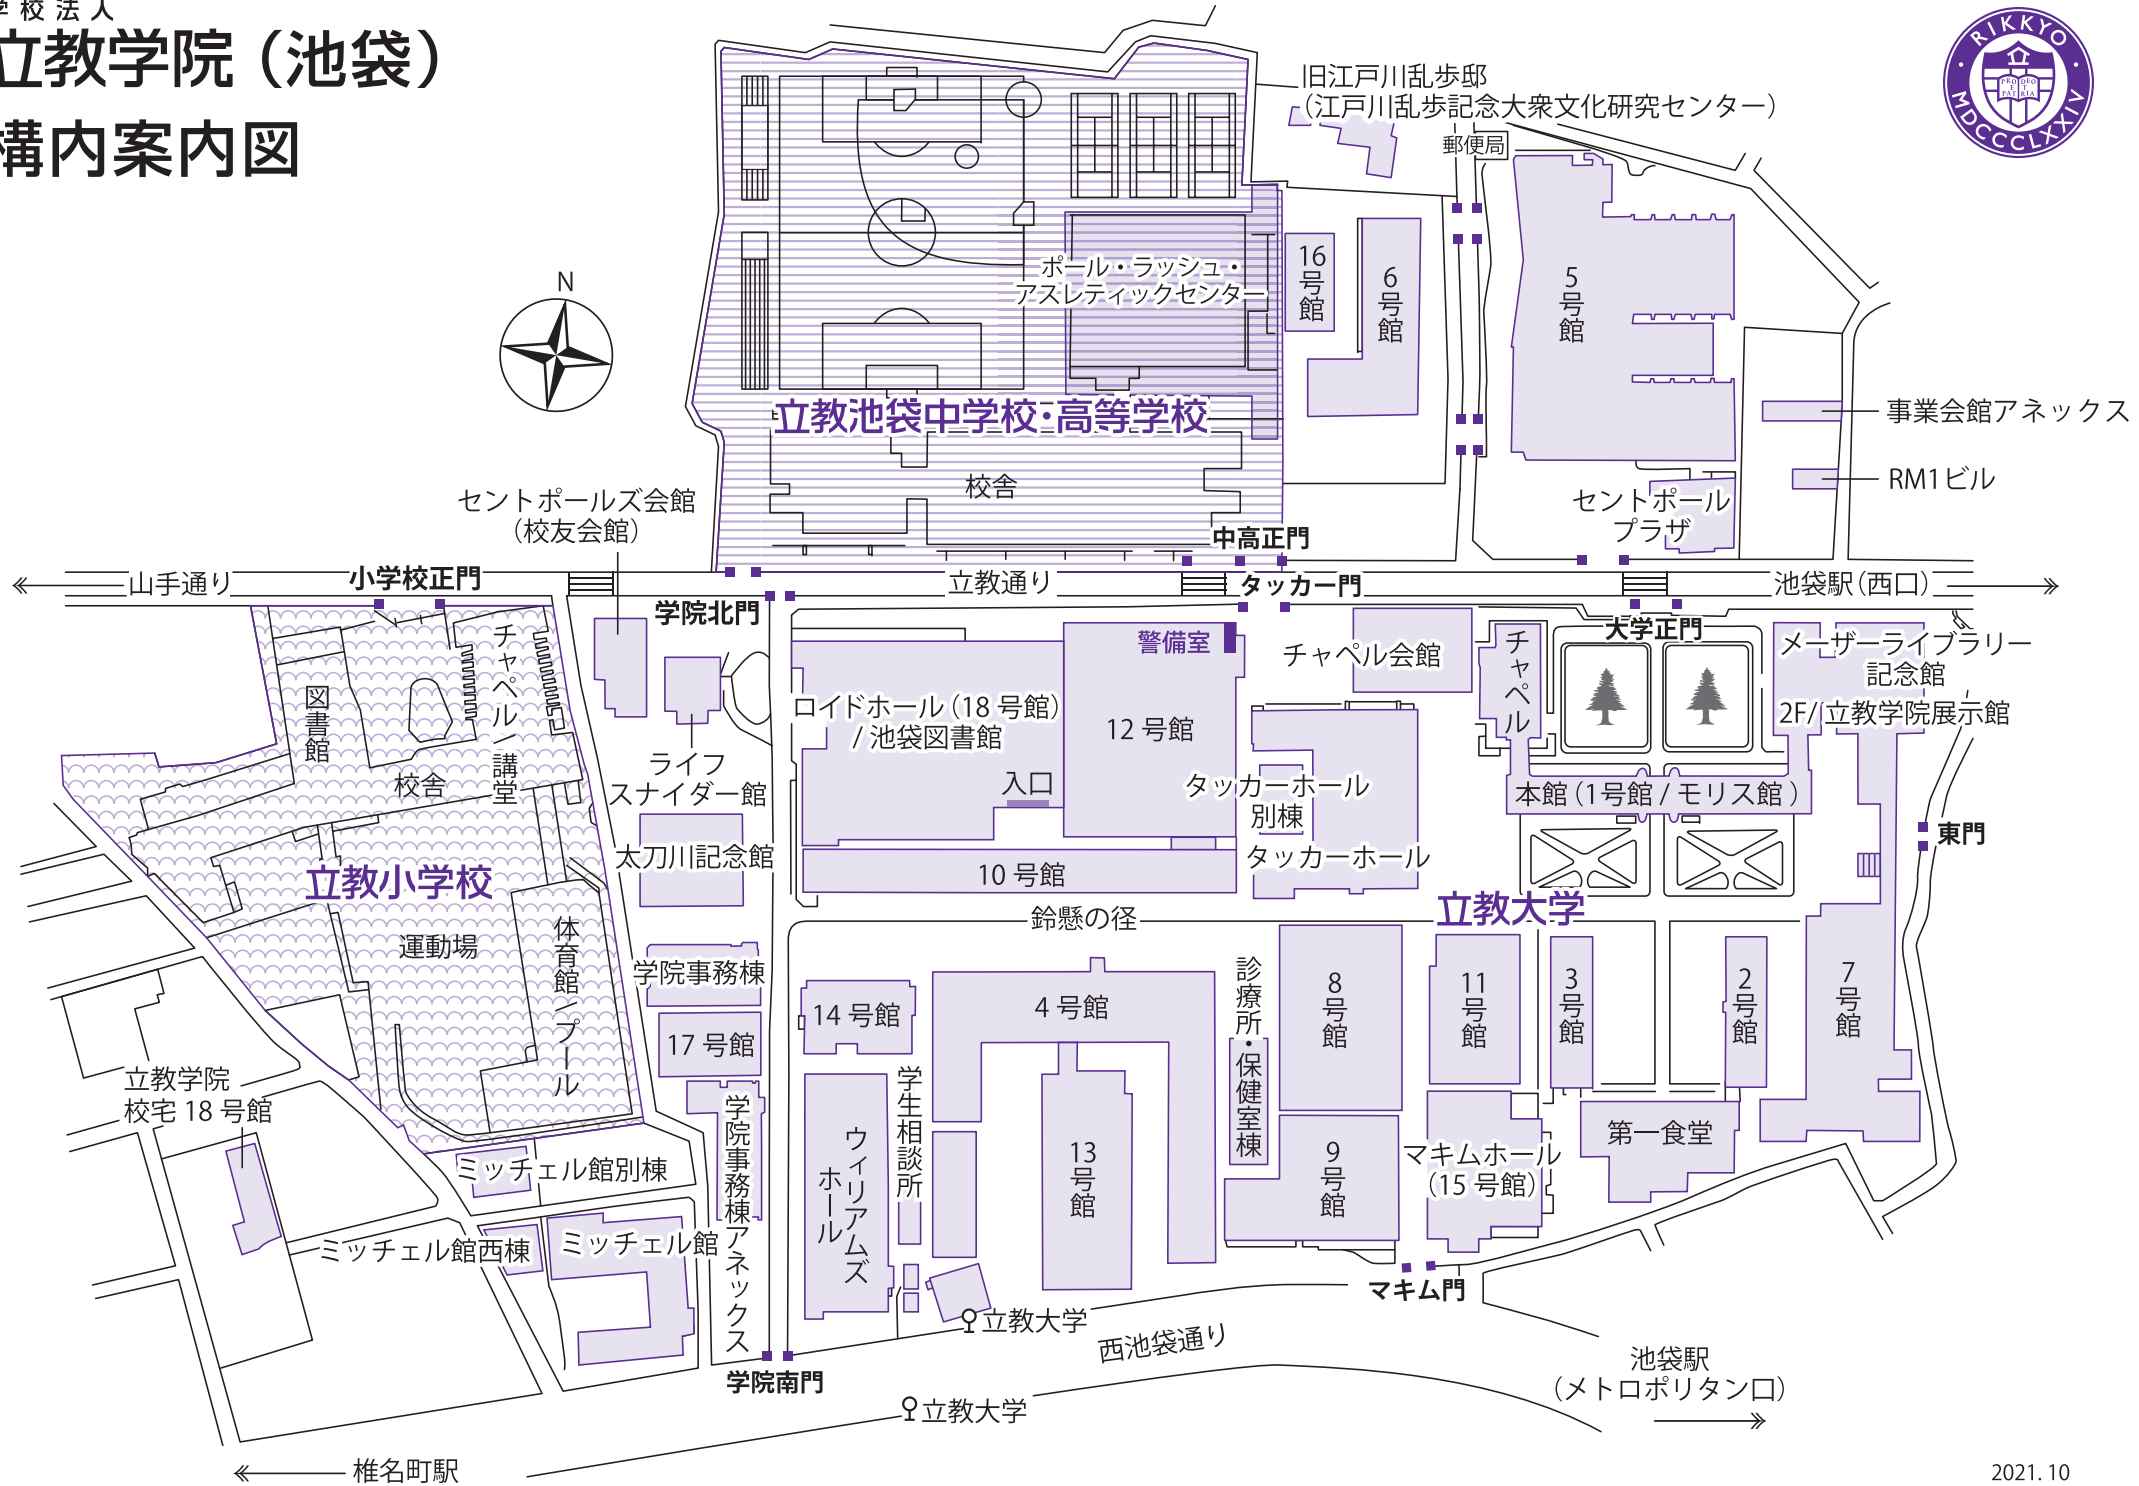 学校法人
立教学院（池袋）
構内案内図
RIKKYO
MDCCCLXXIV
PRO DEO
ET
PATRIA
N
旧江戸川乱歩邸
（江戸川乱歩記念大衆文化研究センター）
郵便局
ポール・ラッシュ・
アスレティックセンター
16号館
6号館
5号館
立教池袋中学校・高等学校
校舎
事業会館アネックス
RM1ビル
セントポール
プラザ
セントポールズ会館
（校友会館）
中高正門
山手通り
小学校正門
立教通り
タッカー門
池袋駅（西口）
学院北門
大学正門
図書館
チャペル／講堂
校舎
立教小学校
運動場
体育館／プール
ライフ
スナイダー館
太刀川記念館
学院事務棟
17 号館
学院事務棟アネックス
警備室
ロイドホール（18 号館）
/ 池袋図書館
入口
12 号館
10 号館
チャペル会館
チャペル
タッカーホール
別棟
タッカーホール
メーザーライブラリー
記念館
2F/ 立教学院展示館
本館（1号館 / モリス館 ）
東門
立教大学
鈴懸の径
14 号館
4 号館
診療所・保健室棟
8号館
11号館
3号館
2号館
7号館
学生相談所
ウィリアムズ
ホール
13号館
9号館
マキムホール
（15 号館）
第一食堂
立教学院
校宅 18 号館
ミッチェル館別棟
ミッチェル館西棟
ミッチェル館
マキム門
立教大学
西池袋通り
学院南門
立教大学
池袋駅
（メトロポリタン口）
椎名町駅
2021. 10